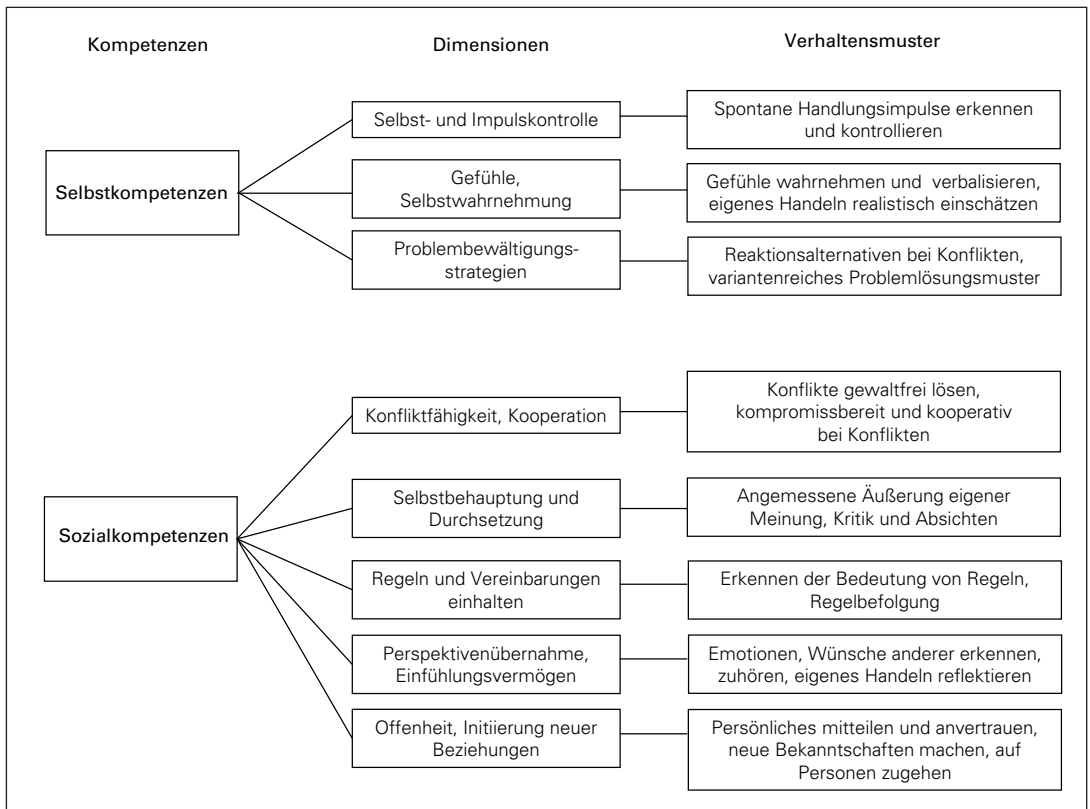 Kompetenzen
Dimensionen
Verhaltensmuster
Selbstkompetenzen
Selbst- und Impulskontrolle
Spontane Handlungsimpulse erkennen
und kontrollieren
Gefühle,
Selbstwahrnehmung
Gefühle wahrnehmen und verbalisieren,
eigenes Handeln realistisch einschätzen
Problembewältigungs-
strategien
Reaktionsalternativen bei Konflikten,
variantenreiches Problemlösungsmuster
Sozialkompetenzen
Konfliktfähigkeit, Kooperation
Konflikte gewaltfrei lösen,
kompromissbereit und kooperativ
bei Konflikten
Selbstbehauptung und
Durchsetzung
Angemessene Äußerung eigener
Meinung, Kritik und Absichten
Regeln und Vereinbarungen
einhalten
Erkennen der Bedeutung von Regeln,
Regelbefolgung
Perspektivenübernahme,
Einfühlungsvermögen
Emotionen, Wünsche anderer erkennen,
zuhören, eigenes Handeln reflektieren
Offenheit, Initiierung neuer
Beziehungen
Persönliches mitteilen und anvertrauen,
neue Bekanntschaften machen, auf
Personen zugehen